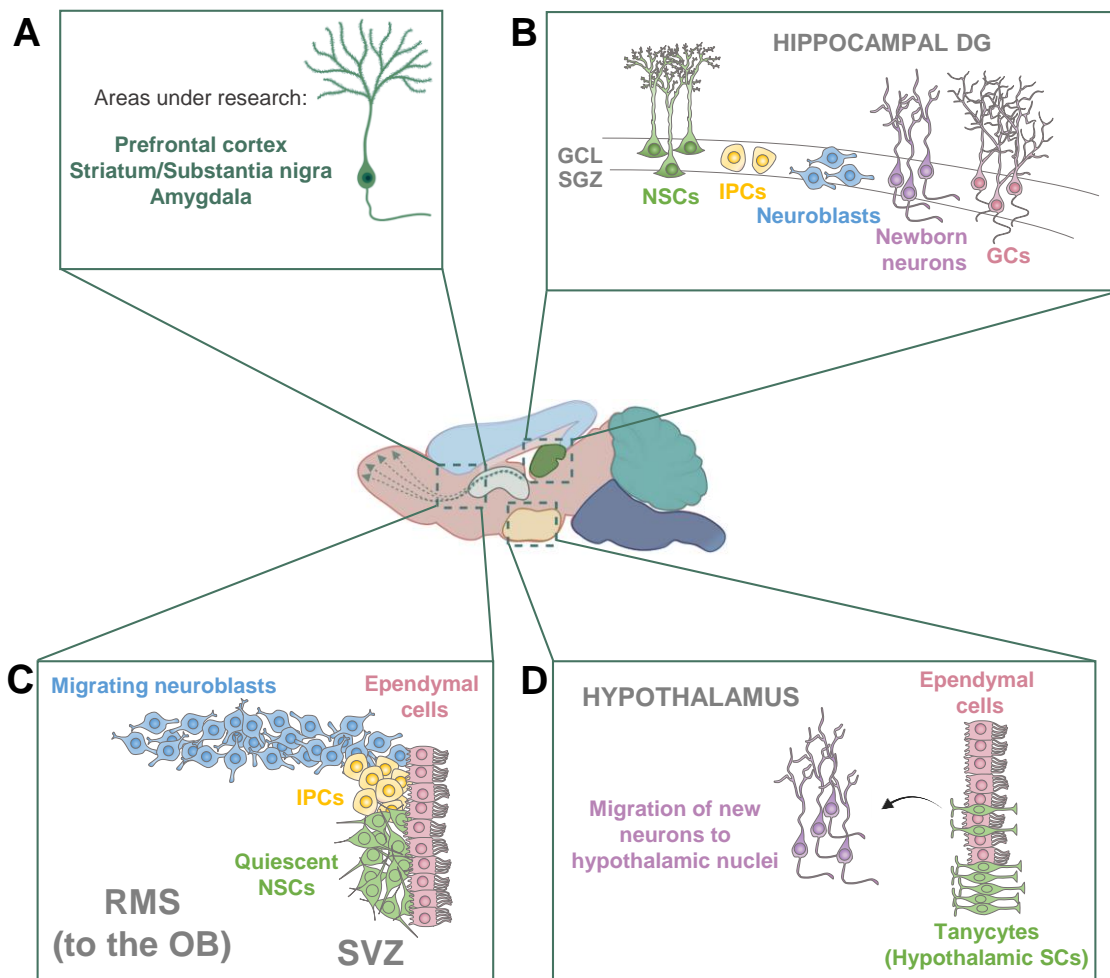 A
Areas under research:
Prefrontal cortex
Striatum/Substantia nigra
Amygdala
B
HIPPOCAMPAL DG
GCL
SGZ
NSCs
IPCs
Neuroblasts
Newborn
neurons
GCs
C
Migrating neuroblasts
Ependymal
cells
IPCs
Quiescent
NSCs
RMS
(to the OB)
SVZ
D
HYPOTHALAMUS
Ependymal
cells
Migration of new
neurons to
hypothalamic nuclei
Tanycytes
(Hypothalamic SCs)